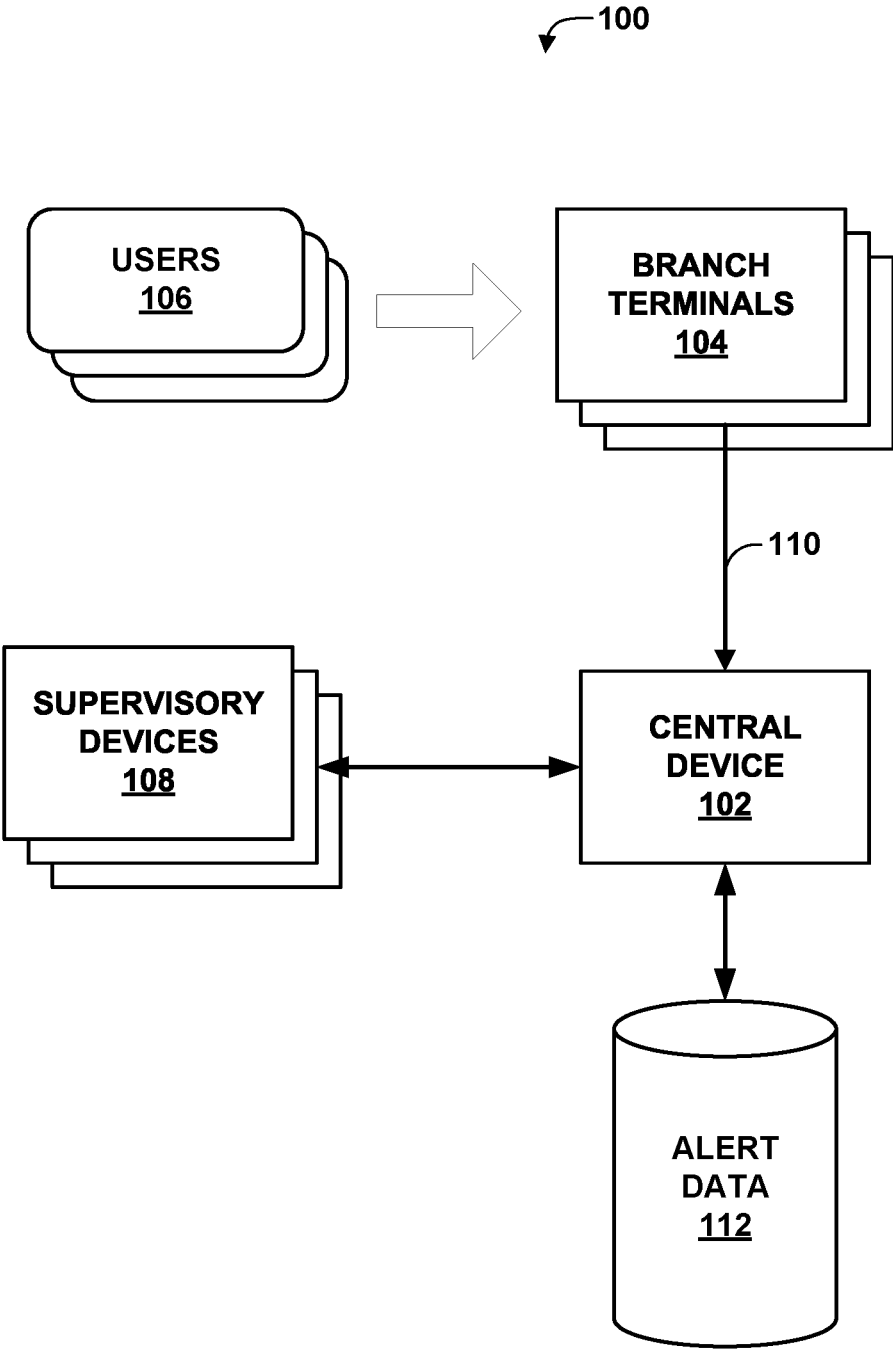 100
USERS
106
BRANCH
TERMINALS
104
110
SUPERVISORY
DEVICES
108
CENTRAL
DEVICE
102
ALERT
DATA
112